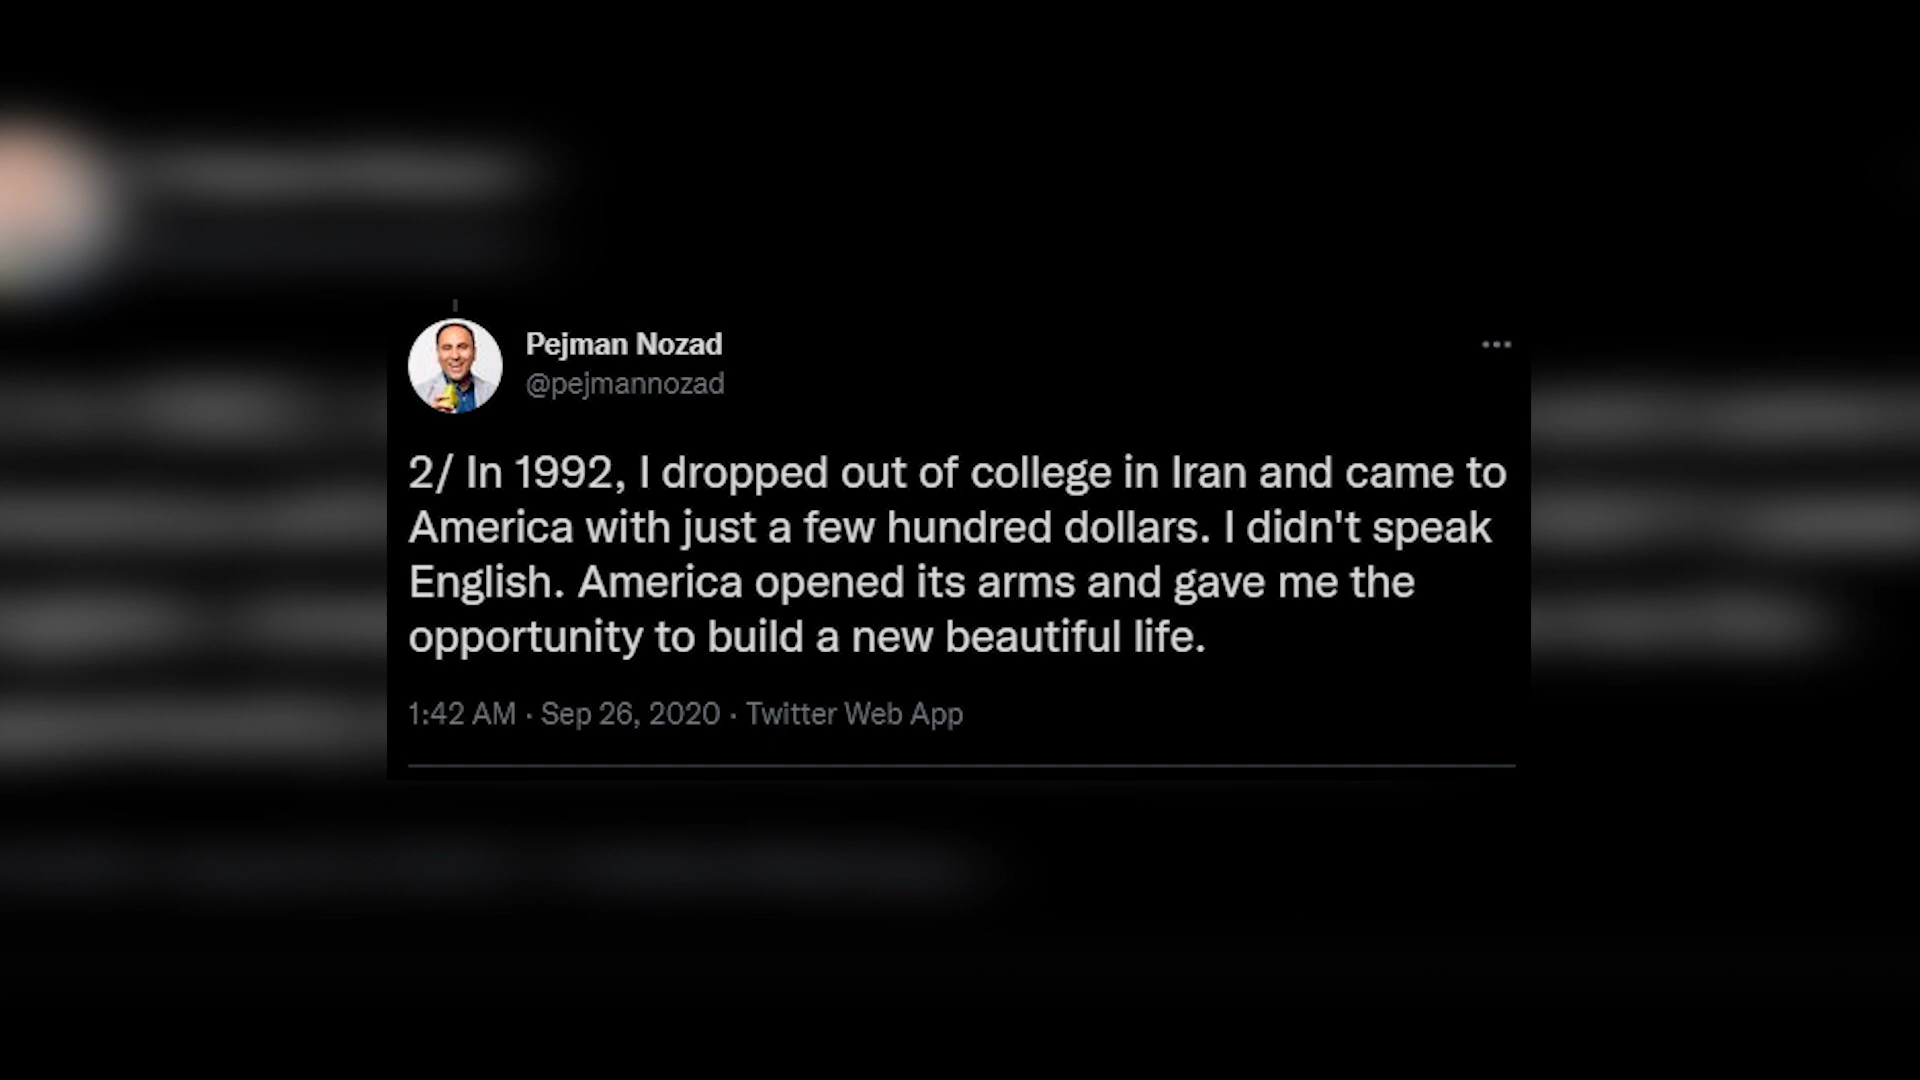 Pejman Nozad
@pejmannozad
2/ In 1992, I dropped out of college in Iran and came to
America with just a few hundred dollars. I didn't speak
English. America opened its arms and gave me the
opportunity to build a new beautiful life.
1:42 AM · Sep 26, 2020 · Twitter Web App